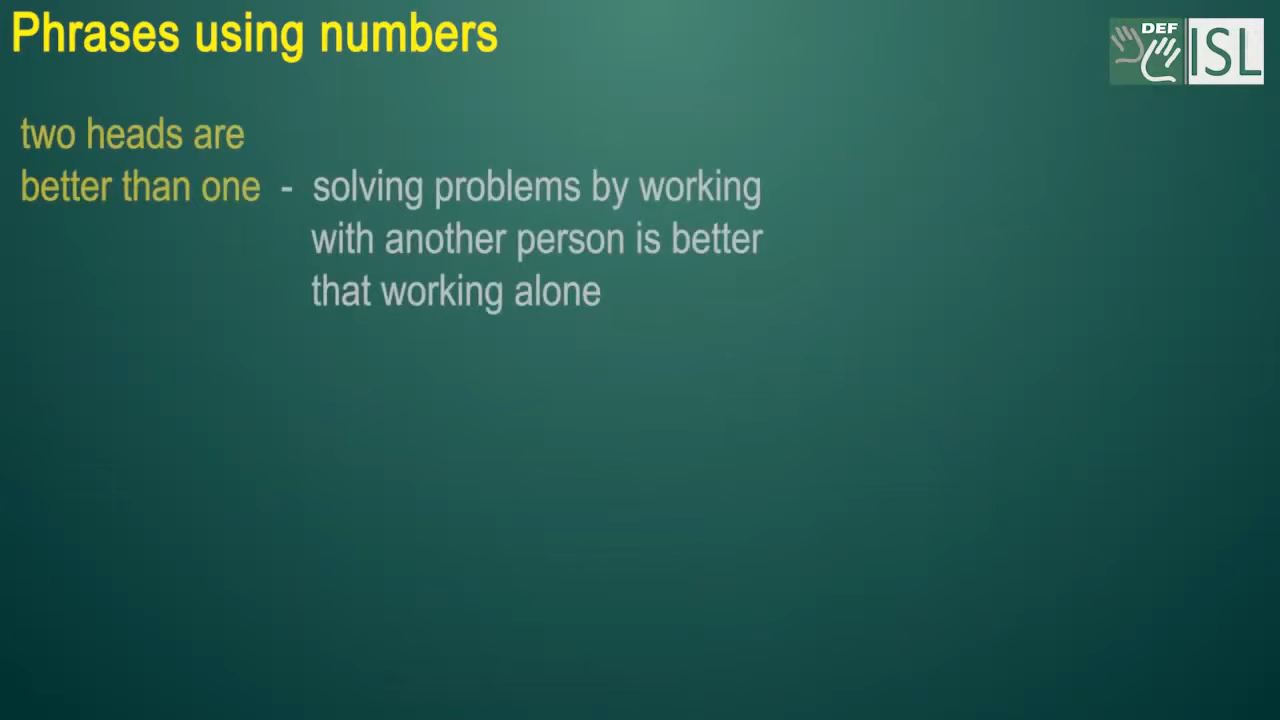 Phrases using numbers
DEF
ISL
two heads are
better than one - solving problems by working
with another person is better
that working alone